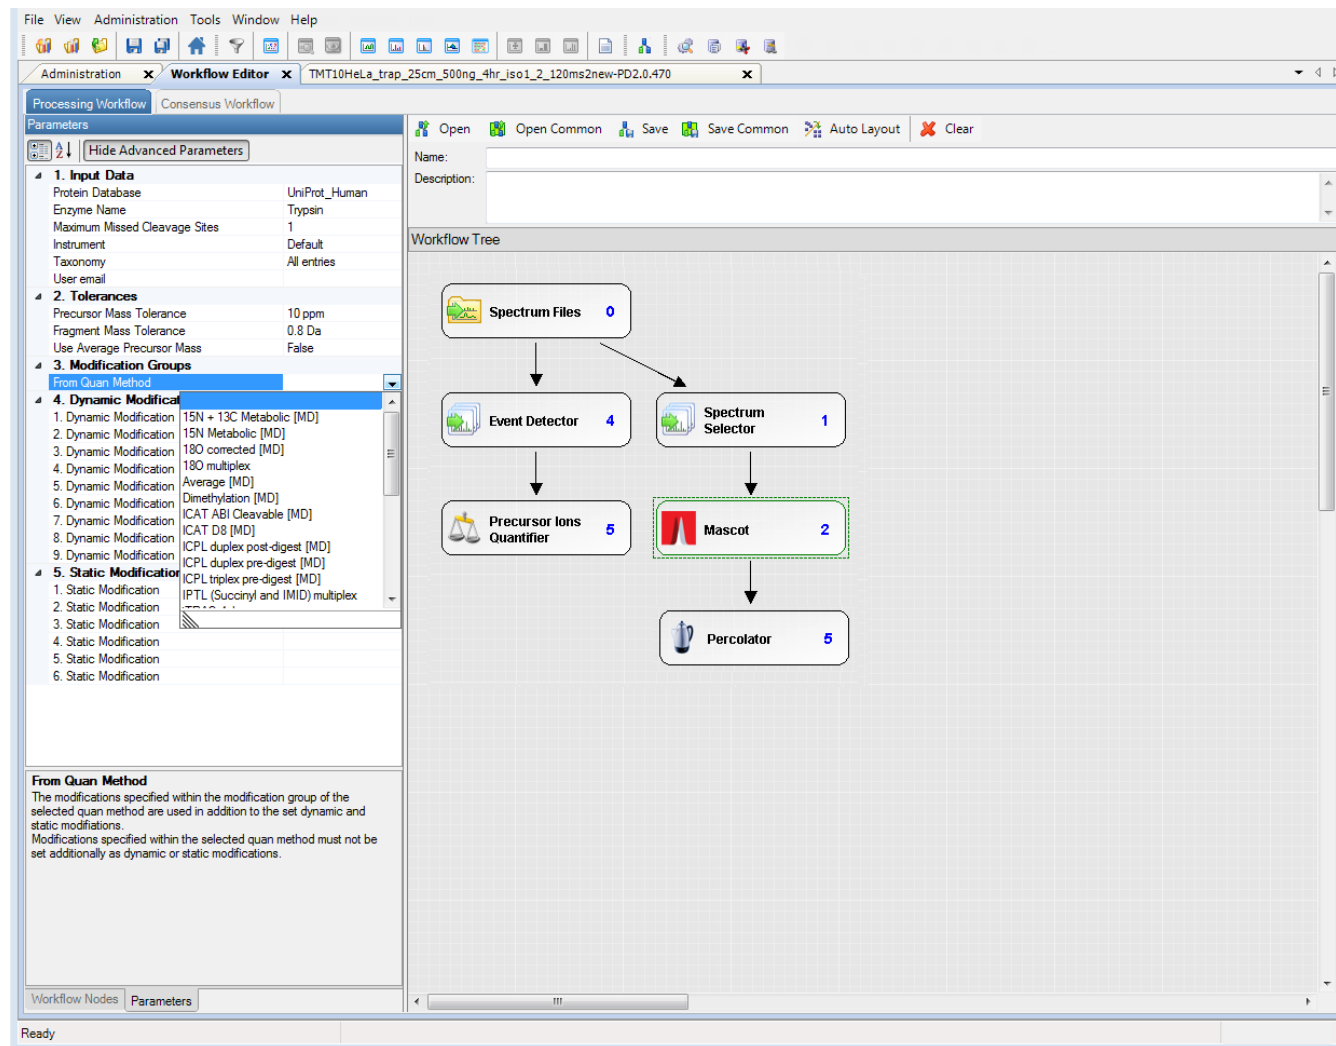 File View Administration Tools Window Help
Administration x Workflow Editor x TMT10HeLa_trap_25cm_500ng_4hr_iso1_2_120ms2new-PD2.0.470 x
Processing Workflow Consensus Workflow
Parameters
Hide Advanced Parameters
1. Input Data
Protein Database UniProt_Human
Enzyme Name Trypsin
Maximum Missed Cleavage Sites 1
Instrument Default
Taxonomy All entries
User email
2. Tolerances
Precursor Mass Tolerance 10 ppm
Fragment Mass Tolerance 0.8 Da
Use Average Precursor Mass False
3. Modification Groups
From Quan Method
4. Dynamic Modificat
1. Dynamic Modification
2. Dynamic Modification
3. Dynamic Modification
4. Dynamic Modification
5. Dynamic Modification
6. Dynamic Modification
7. Dynamic Modification
8. Dynamic Modification
9. Dynamic Modification
5. Static Modification
1. Static Modification
2. Static Modification
3. Static Modification
4. Static Modification
5. Static Modification
6. Static Modification
15N + 13C Metabolic [MD]
15N Metabolic [MD]
18O corrected [MD]
18O multiplex
Average [MD]
Dimethylation [MD]
ICAT ABI Cleavable [MD]
ICAT D8 [MD]
ICPL duplex post-digest [MD]
ICPL duplex pre-digest [MD]
ICPL triplex pre-digest [MD]
IPTL (Succinyl and IMID) multiplex
From Quan Method
The modifications specified within the modification group of the
selected quan method are used in addition to the set dynamic and
static modifiations.
Modifications specified within the selected quan method must not be
set additionally as dynamic or static modifications.
Workflow Nodes Parameters
Open Open Common Save Save Common Auto Layout Clear
Name:
Description:
Workflow Tree
Spectrum Files 0
Event Detector 4
Spectrum
Selector 1
Precursor Ions
Quantifier 5
Mascot 2
Percolator 5
Ready